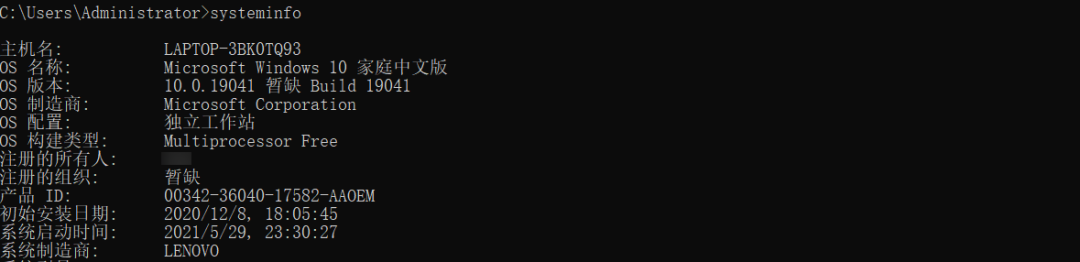 C:\Users\Administrator>systeminfo
主机名: LAPTOP-3BK0TQ93
OS 名称: Microsoft Windows 10 家庭中文版
OS 版本: 10.0.19041 暂缺 Build 19041
OS 制造商: Microsoft Corporation
OS 配置: 独立工作站
OS 构建类型: Multiprocessor Free
注册的所有人:
注册的组织: 暂缺
产品 ID: 00342-36040-17582-AAOEM
初始安装日期: 2020/12/8, 18:05:45
系统启动时间: 2021/5/29, 23:30:27
系统制造商: LENOVO